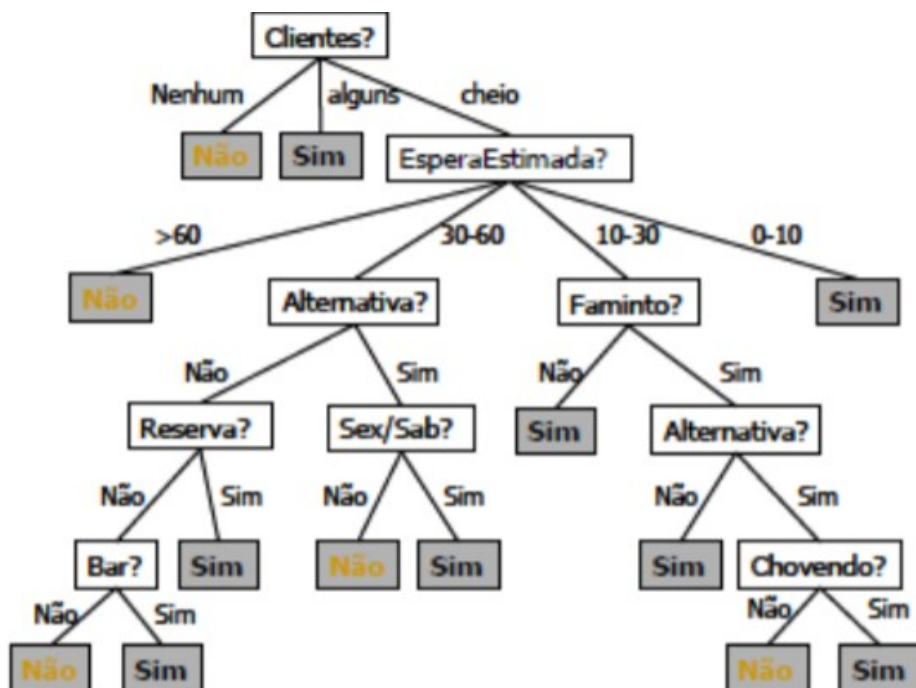 Clientes?
Nenhum alguns cheio
Não Sim EsperaEstimada?
>60 30-60 10-30 0-10
Não Alternativa? Faminto? Sim
Não Sim Não Sim
Reserva? Sex/Sab? Sim Alternativa?
Não Sim Não Sim Não Sim
Bar? Sim Não Sim Sim Chovendo?
Não Sim Não Sim
Não Sim Não Sim